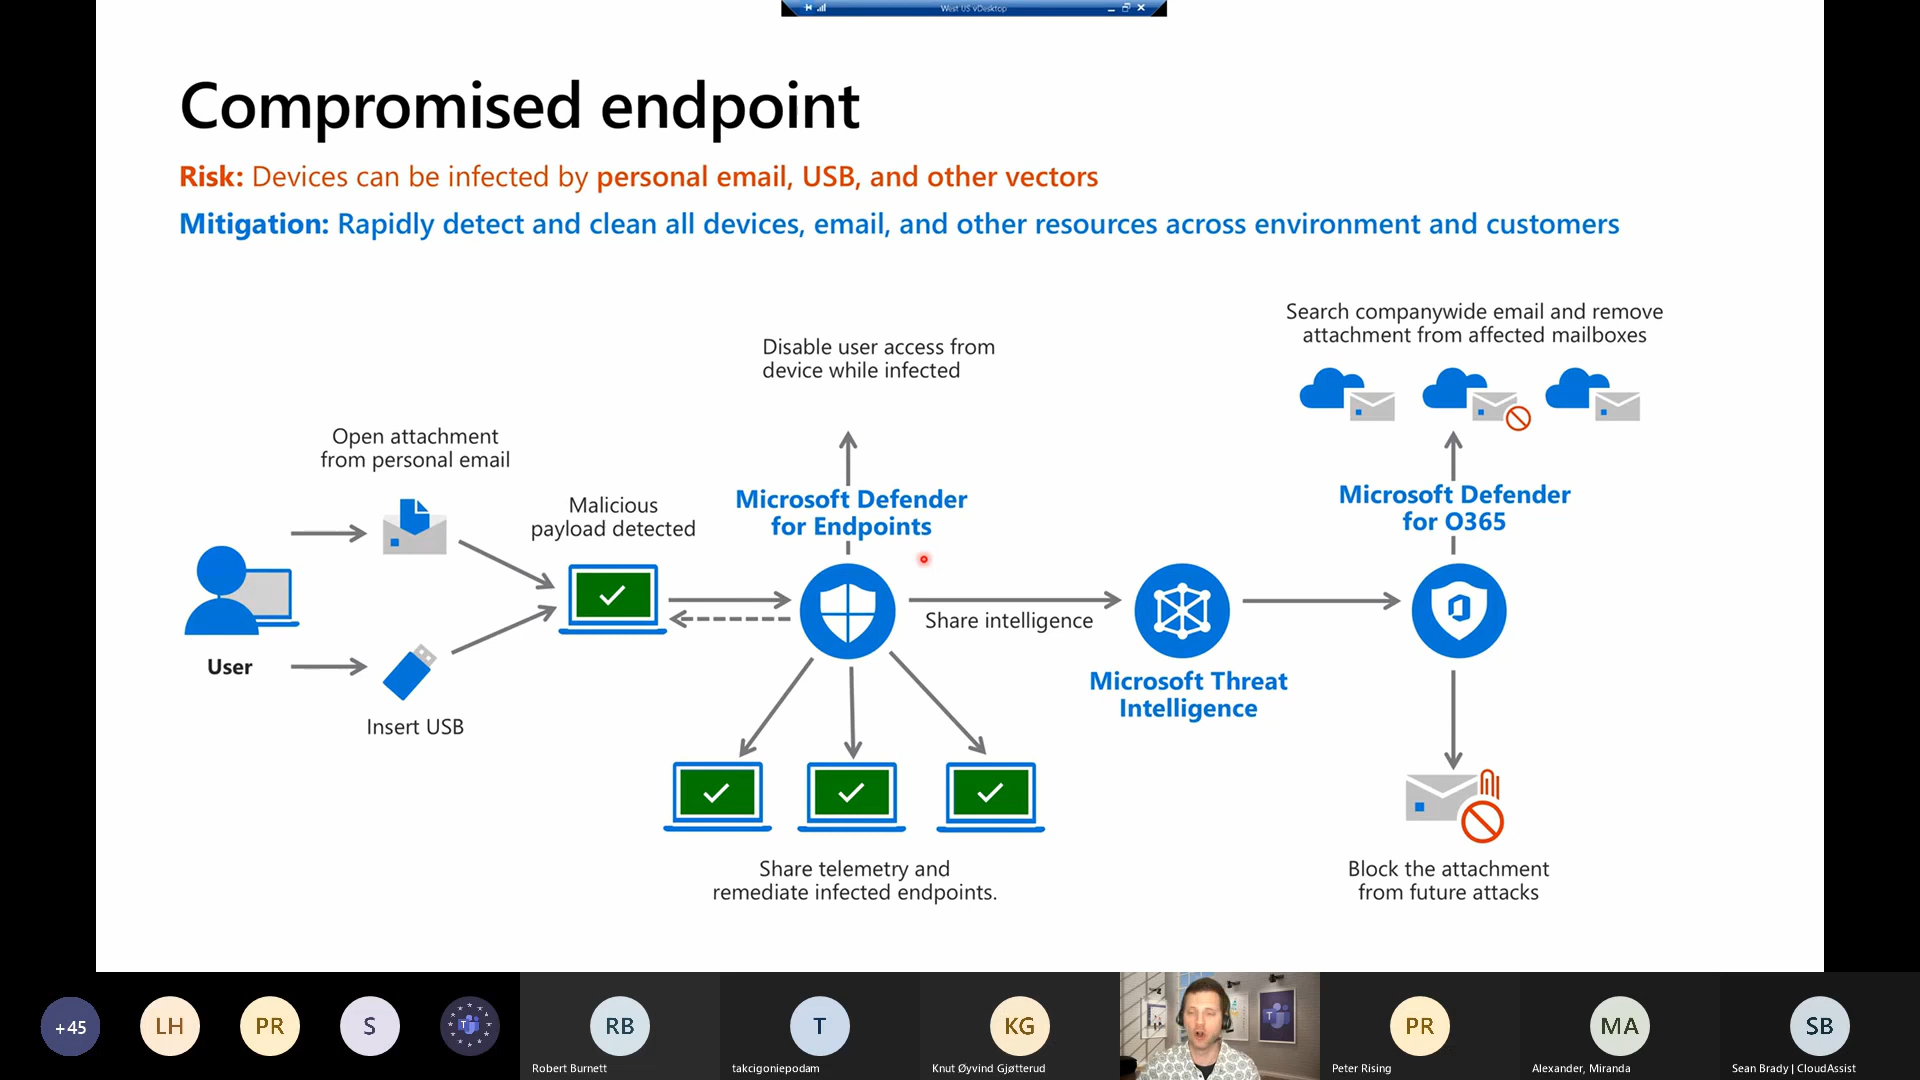 West US vDesktop
Compromised endpoint
Risk: Devices can be infected by personal email, USB, and other vectors
Mitigation: Rapidly detect and clean all devices, email, and other resources across environment and customers
Search companywide email and remove
attachment from affected mailboxes
Disable user access from
device while infected
Open attachment
from personal email
Malicious
payload detected
Microsoft Defender
for Endpoints
Microsoft Defender
for O365
Share intelligence
User
Insert USB
Microsoft Threat
Intelligence
Share telemetry and
remediate infected endpoints.
Block the attachment
from future attacks
+45
LH
PR
S
T
RB
Robert Burnett
T
takcigoniepodam
KG
Knut Øyvind Gjøtterud
T
PR
Peter Rising
MA
Alexander, Miranda
SB
Sean Brady | CloudAssist